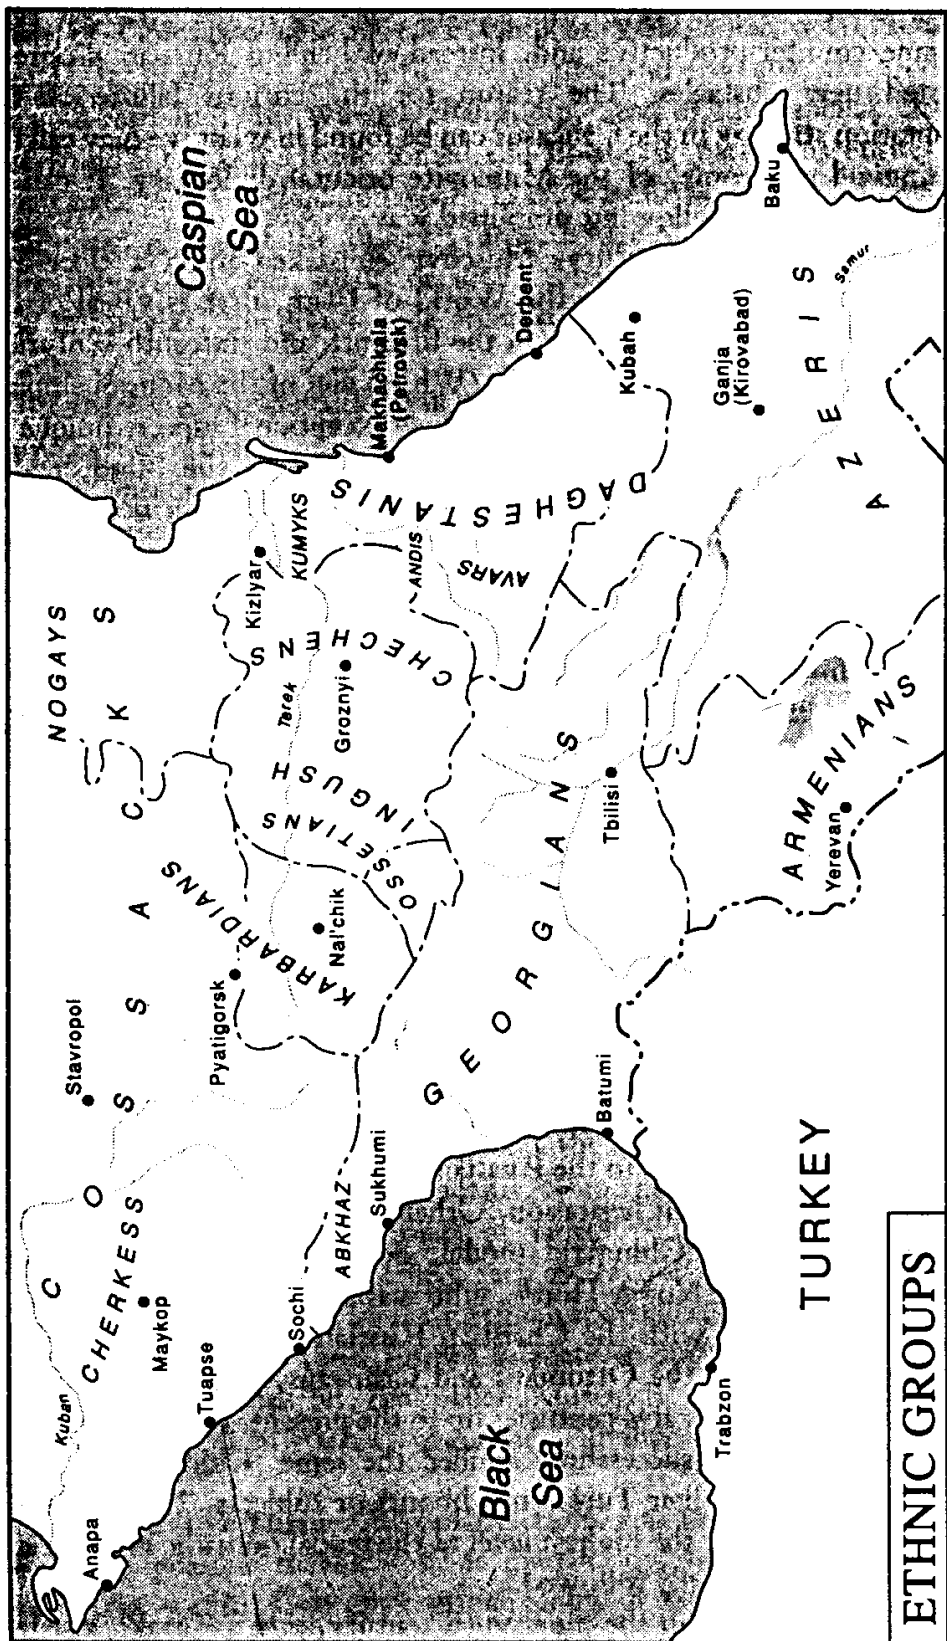 NOGAYS
COSSACKS
Stavropol
Kuban
CHERKESS
Maykop
Anapa
Tuapse
Sochi
ABKHAZ
Sukhumi
Pyatigorsk
KARBARDIANS
Nal'chik
OSSETIANS
INGUSH
Terek
Groznyi
CHECHENS
Kizlyar
KUMYKS
ANDIS
AVARS
DAGHESTANIS
Makhachkala
(Petrovsk)
Derbent
Caspian
Sea
Kubah
Baku
Ganja
(Kirovabad)
Samur
AZERIS
GEORGIANS
Tbilisi
Batumi
ARMENIANS
Yerevan
Black
Sea
Trabzon
TURKEY
ETHNIC GROUPS